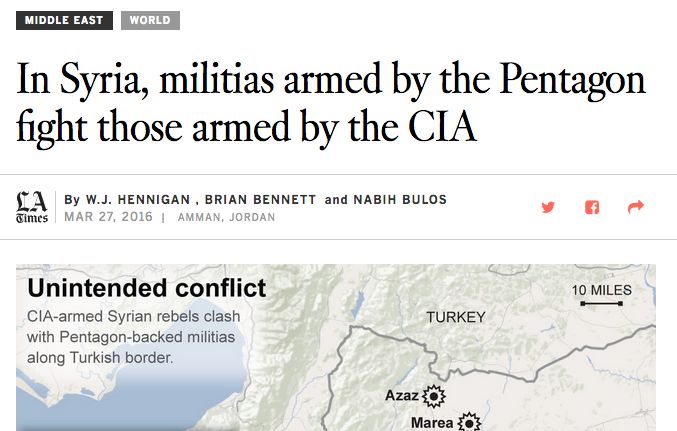 MIDDLE EAST WORLD
In Syria, militias armed by the Pentagon
fight those armed by the CIA
LA
Times
By W.J. HENNIGAN , BRIAN BENNETT and NABIH BULOS
MAR 27, 2016 | AMMAN, JORDAN
Unintended conflict
CIA-armed Syrian rebels clash
with Pentagon-backed militias
along Turkish border.
10 MILES
TURKEY
Azaz
Marea